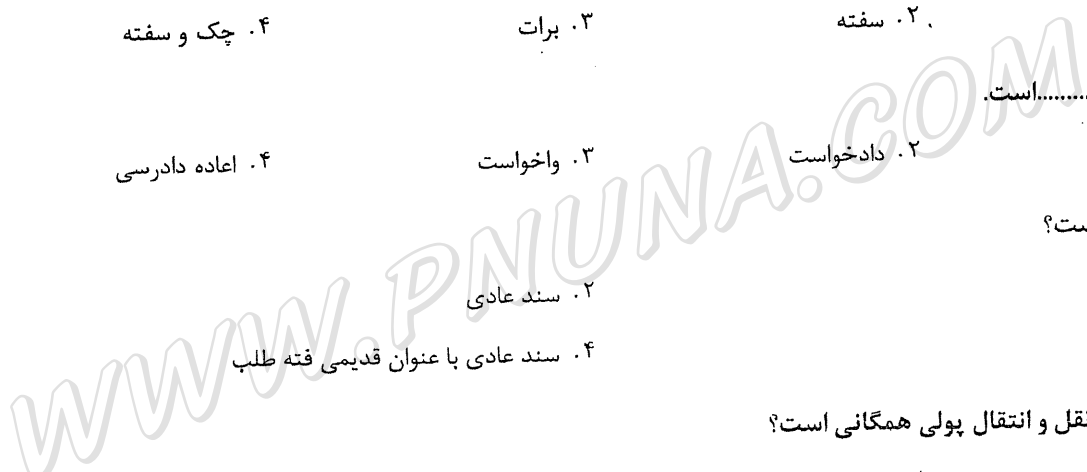 ۲. سفته ۳. برات ۴. چک و سفته
.........است.
۲. دادخواست ۳. واخواست ۴. اعاده دادرسی
ست؟
۲. سند عادی
۴. سند عادی با عنوان قدیمی فته طلب
نقل و انتقال پولی همگانی است؟
WWW.PNUNA.COM